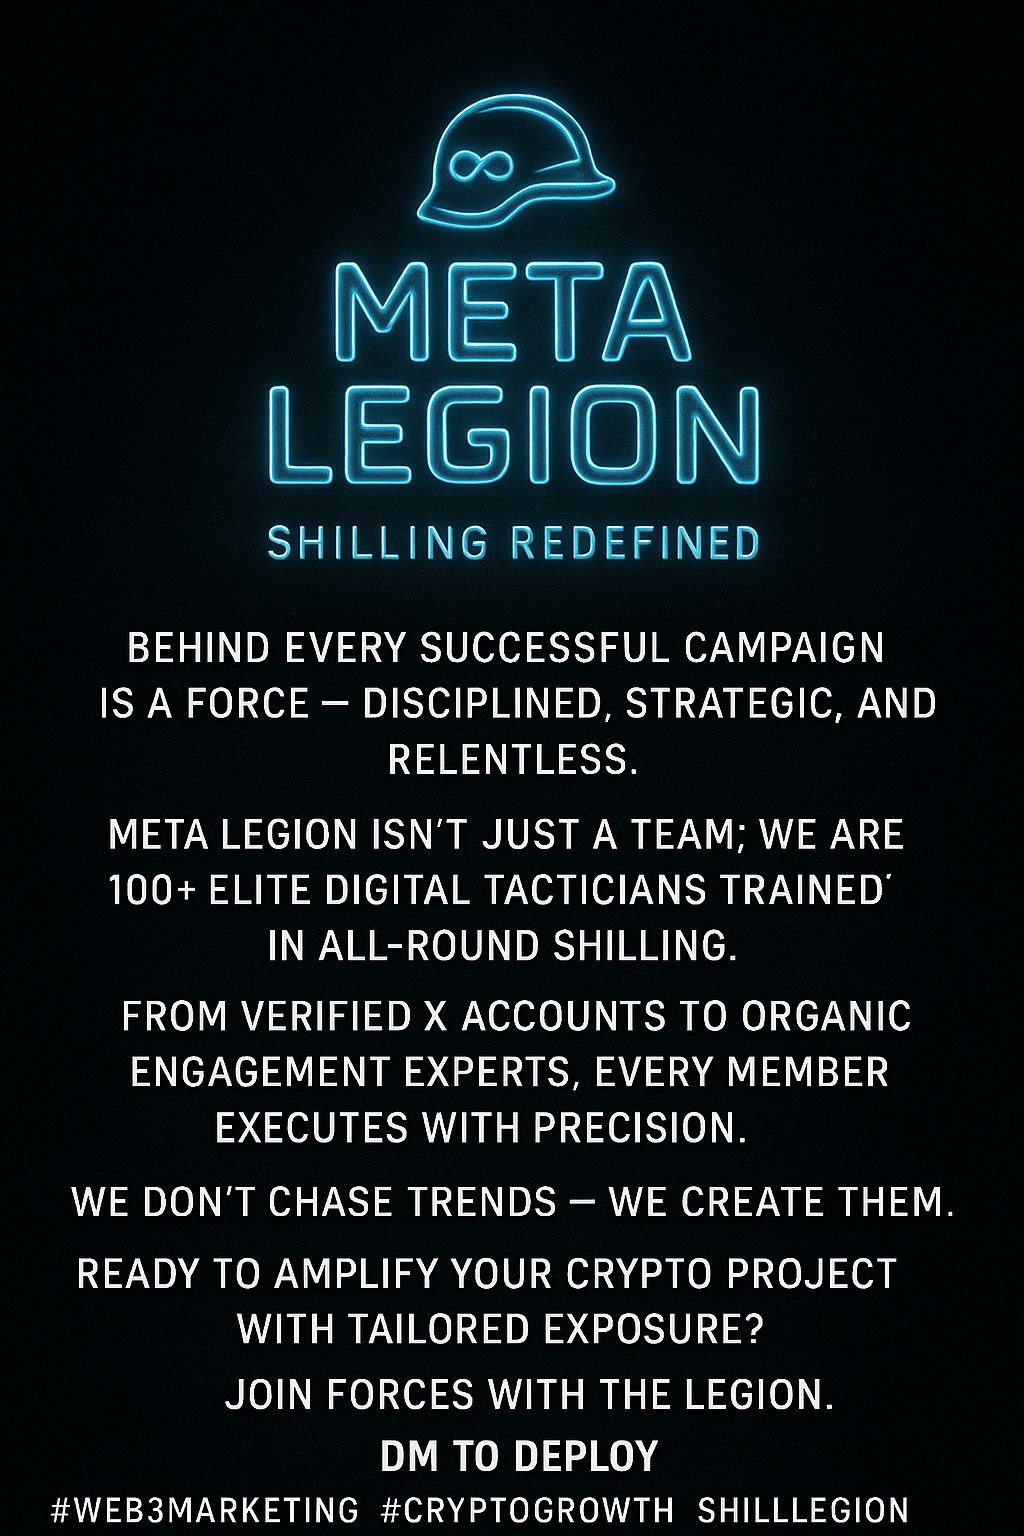 META
LEGION
SHILLING REDEFINED
BEHIND EVERY SUCCESSFUL CAMPAIGN
IS A FORCE — DISCIPLINED, STRATEGIC, AND
RELENTLESS.
META LEGION ISN'T JUST A TEAM; WE ARE
100+ ELITE DIGITAL TACTICIANS TRAINED'
IN ALL-ROUND SHILLING.
FROM VERIFIED X ACCOUNTS TO ORGANIC
ENGAGEMENT EXPERTS, EVERY MEMBER
EXECUTES WITH PRECISION.
WE DON'T CHASE TRENDS — WE CREATE THEM.
READY TO AMPLIFY YOUR CRYPTO PROJECT
WITH TAILORED EXPOSURE?
JOIN FORCES WITH THE LEGION.
DM TO DEPLOY
#WEB3MARKETING #CRYPTOGROWTH SHILLLEGION